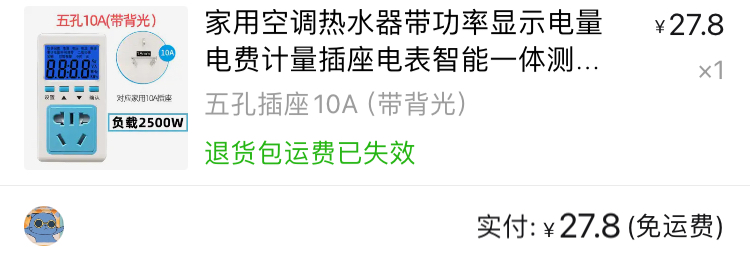 五孔10A(带背光)
10A
对应家用10A插座
设置
确认
负载2500W
家用空调热水器带功率显示电量
电费计量插座电表智能一体测...
五孔插座10A（带背光）
退货包运费已失效
¥27.8
×1
实付: ¥27.8 (免运费)